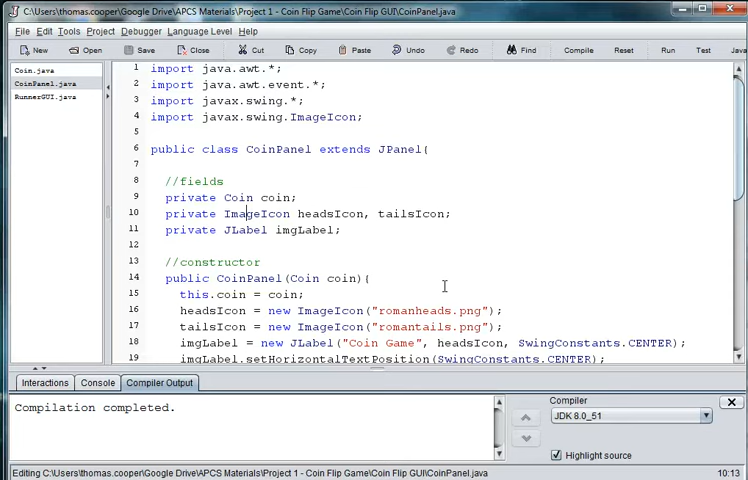 C:\Users\thomas.cooper\Google Drive\APCS Materials\Project 1 - Coin Flip Game\Coin Flip GUI\CoinPanel.java
File Edit Tools Project Debugger Language Level Help
New Open Save Close Cut Copy Paste Undo Redo Find Compile Reset Run Test Java
Coin.java
CoinPanel.java
RunnerGUI.java
1 import java.awt.*;
2 import java.awt.event.*;
3 import javax.swing.*;
4 import javax.swing.ImageIcon;
5
6 public class CoinPanel extends JPanel{
7
8 //fields
9 private Coin coin;
10 private ImageIcon headsIcon, tailsIcon;
11 private JLabel imgLabel;
12
13 //constructor
14 public CoinPanel(Coin coin){
15 this.coin = coin;
16 headsIcon = new ImageIcon("romanheads.png");
17 tailsIcon = new ImageIcon("romantails.png");
18 imgLabel = new JLabel("Coin Game", headsIcon, SwingConstants.CENTER);
19 imgLabel.setHorizontalTextPosition(SwingConstants.CENTER);
Interactions Console Compiler Output
Compilation completed.
Compiler
JDK 8.0_51
Highlight source
Editing C:\Users\thomas.cooper\Google Drive\APCS Materials\Project 1 - Coin Flip Game\Coin Flip GUI\CoinPanel.java 10:13